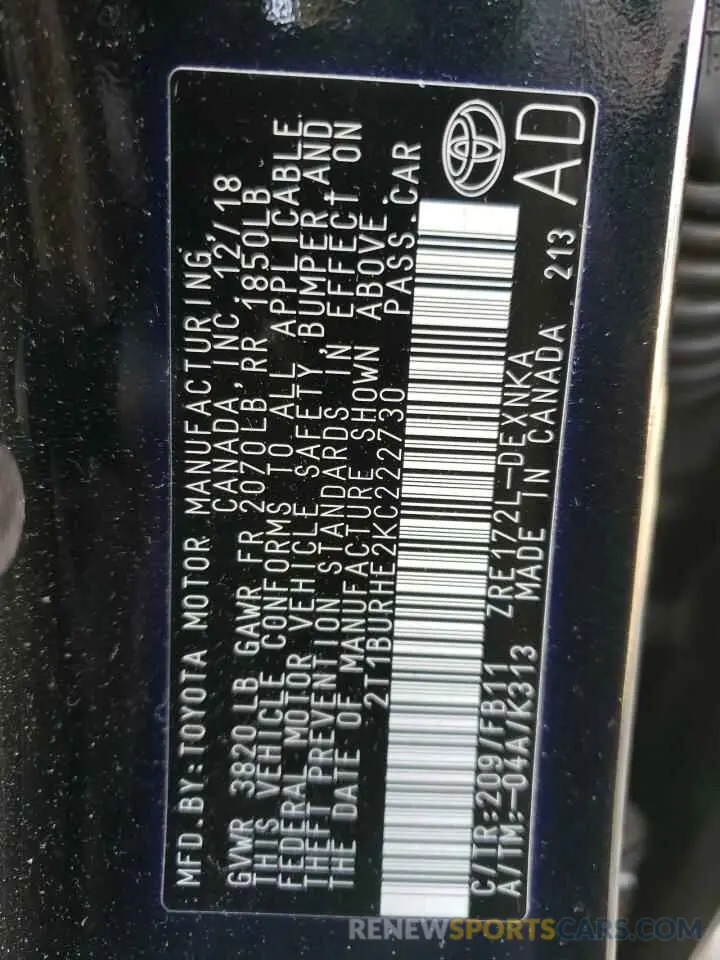 MFD.BY:TOYOTA MOTOR MANUFACTURING,
CANADA, INC. 12/18
GVWR 3820LB GAWR FR 2070LB, RR 1850LB
THIS VEHICLE CONFORMS TO ALL APPLICABLE
FEDERAL MOTOR VEHICLE SAFETY, BUMPER, AND
THEFT PREVENTION STANDARDS IN EFFECT ON
THE DATE OF MANUFACTURE SHOWN ABOVE.
2T1BURHE2KC222730 PASS.CAR
C/TR:209/FB11 ZRE172L-DEXNKA
A/TM:-04A/K313 MADE IN CANADA 213
AD
RENEWSPORTSCARS.COM